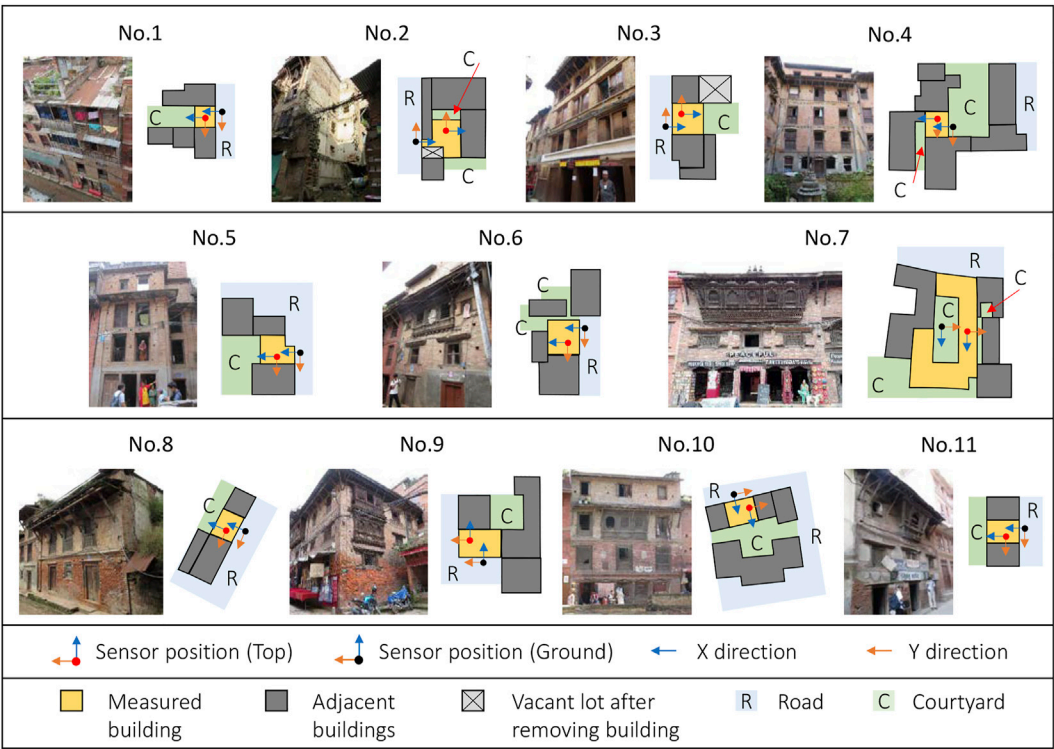 No.1
No.2
No.3
No.4
C
R
C
R
C
C
R
C
C
R
C
No.5
No.6
No.7
R
C
C
C
R
R
C
C
C
PEACEFUL
No.8
No.9
No.10
No.11
C
R
C
R
R
C
R
C
R
Sensor position (Top)
Sensor position (Ground)
X direction
Y direction
Measured
building
Adjacent
buildings
Vacant lot after
removing building
R Road
C Courtyard